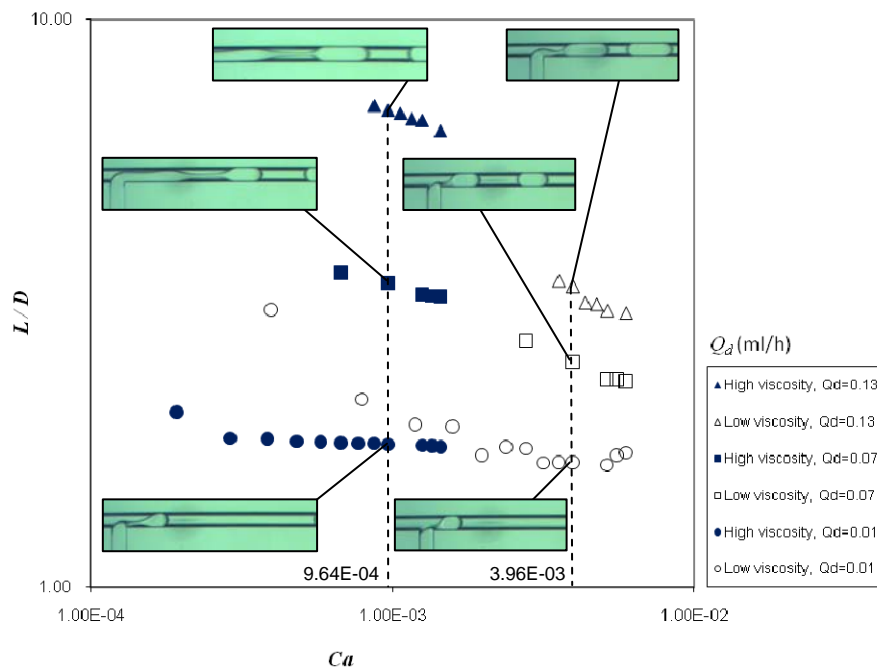 10.00
L/D
9.64E-04
3.96E-03
1.00
1.00E-04
1.00E-03
1.00E-02
Ca
Qd (ml/h)
High viscosity, Qd=0.13
Low viscosity, Qd=0.13
High viscosity, Qd=0.07
Low viscosity, Qd=0.07
High viscosity, Qd=0.01
Low viscosity, Qd=0.01